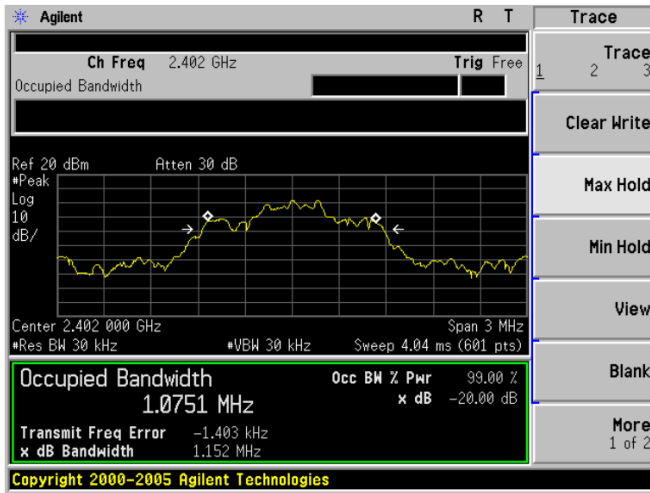 Agilent R T Trace
Ch Freq 2.402 GHz Trig Free
Occupied Bandwidth
Trace
1 2 3
Clear Write
Max Hold
Min Hold
View
Blank
More
1 of 2
Ref 20 dBm Atten 30 dB
#Peak
Log
10
dB/
Center 2.402 000 GHz Span 3 MHz
#Res BW 30 kHz #VBW 30 kHz Sweep 4.04 ms (601 pts)
Occupied Bandwidth Occ BW % Pwr 99.00 %
1.0751 MHz x dB -20.00 dB
Transmit Freq Error -1.403 kHz
x dB Bandwidth 1.152 MHz
Copyright 2000-2005 Agilent Technologies